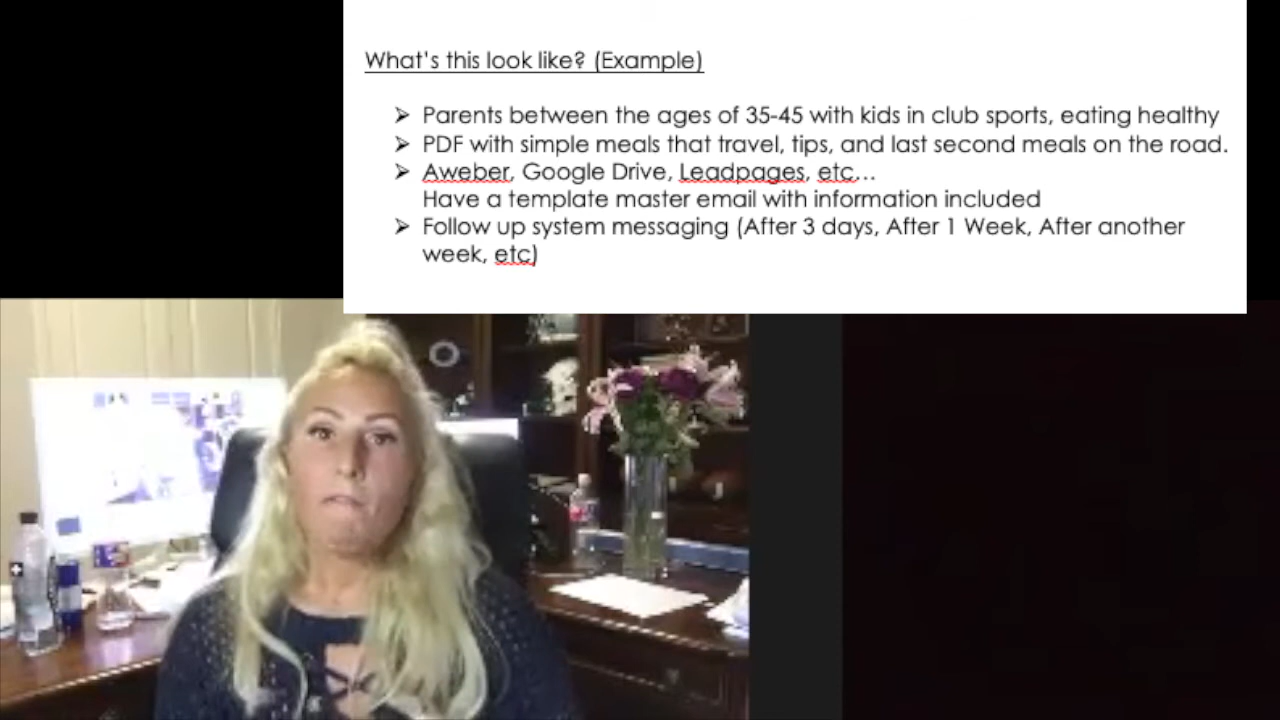 What's this look like? (Example)
➢ Parents between the ages of 35-45 with kids in club sports, eating healthy
➢ PDF with simple meals that travel, tips, and last second meals on the road.
➢ Aweber, Google Drive, Leadpages, etc…
Have a template master email with information included
➢ Follow up system messaging (After 3 days, After 1 Week, After another
week, etc)